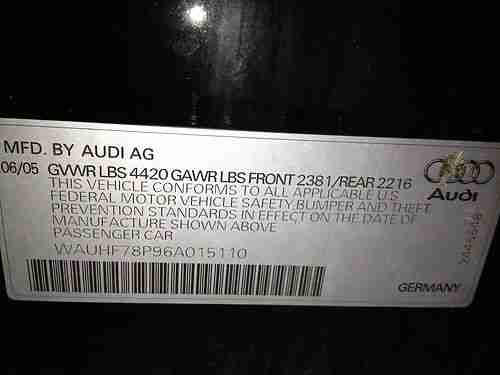 MFD. BY AUDI AG
06/05 GVWR LBS 4420 GAWR LBS FRONT 2381/REAR 2216
THIS VEHICLE CONFORMS TO ALL APPLICABLE U.S.
FEDERAL MOTOR VEHICLE SAFETY, BUMPER AND THEFT
PREVENTION STANDARDS IN EFFECT ON THE DATE OF
MANUFACTURE SHOWN ABOVE
PASSENGER CAR
WAUHF78P96A015110
Audi
GERMANY